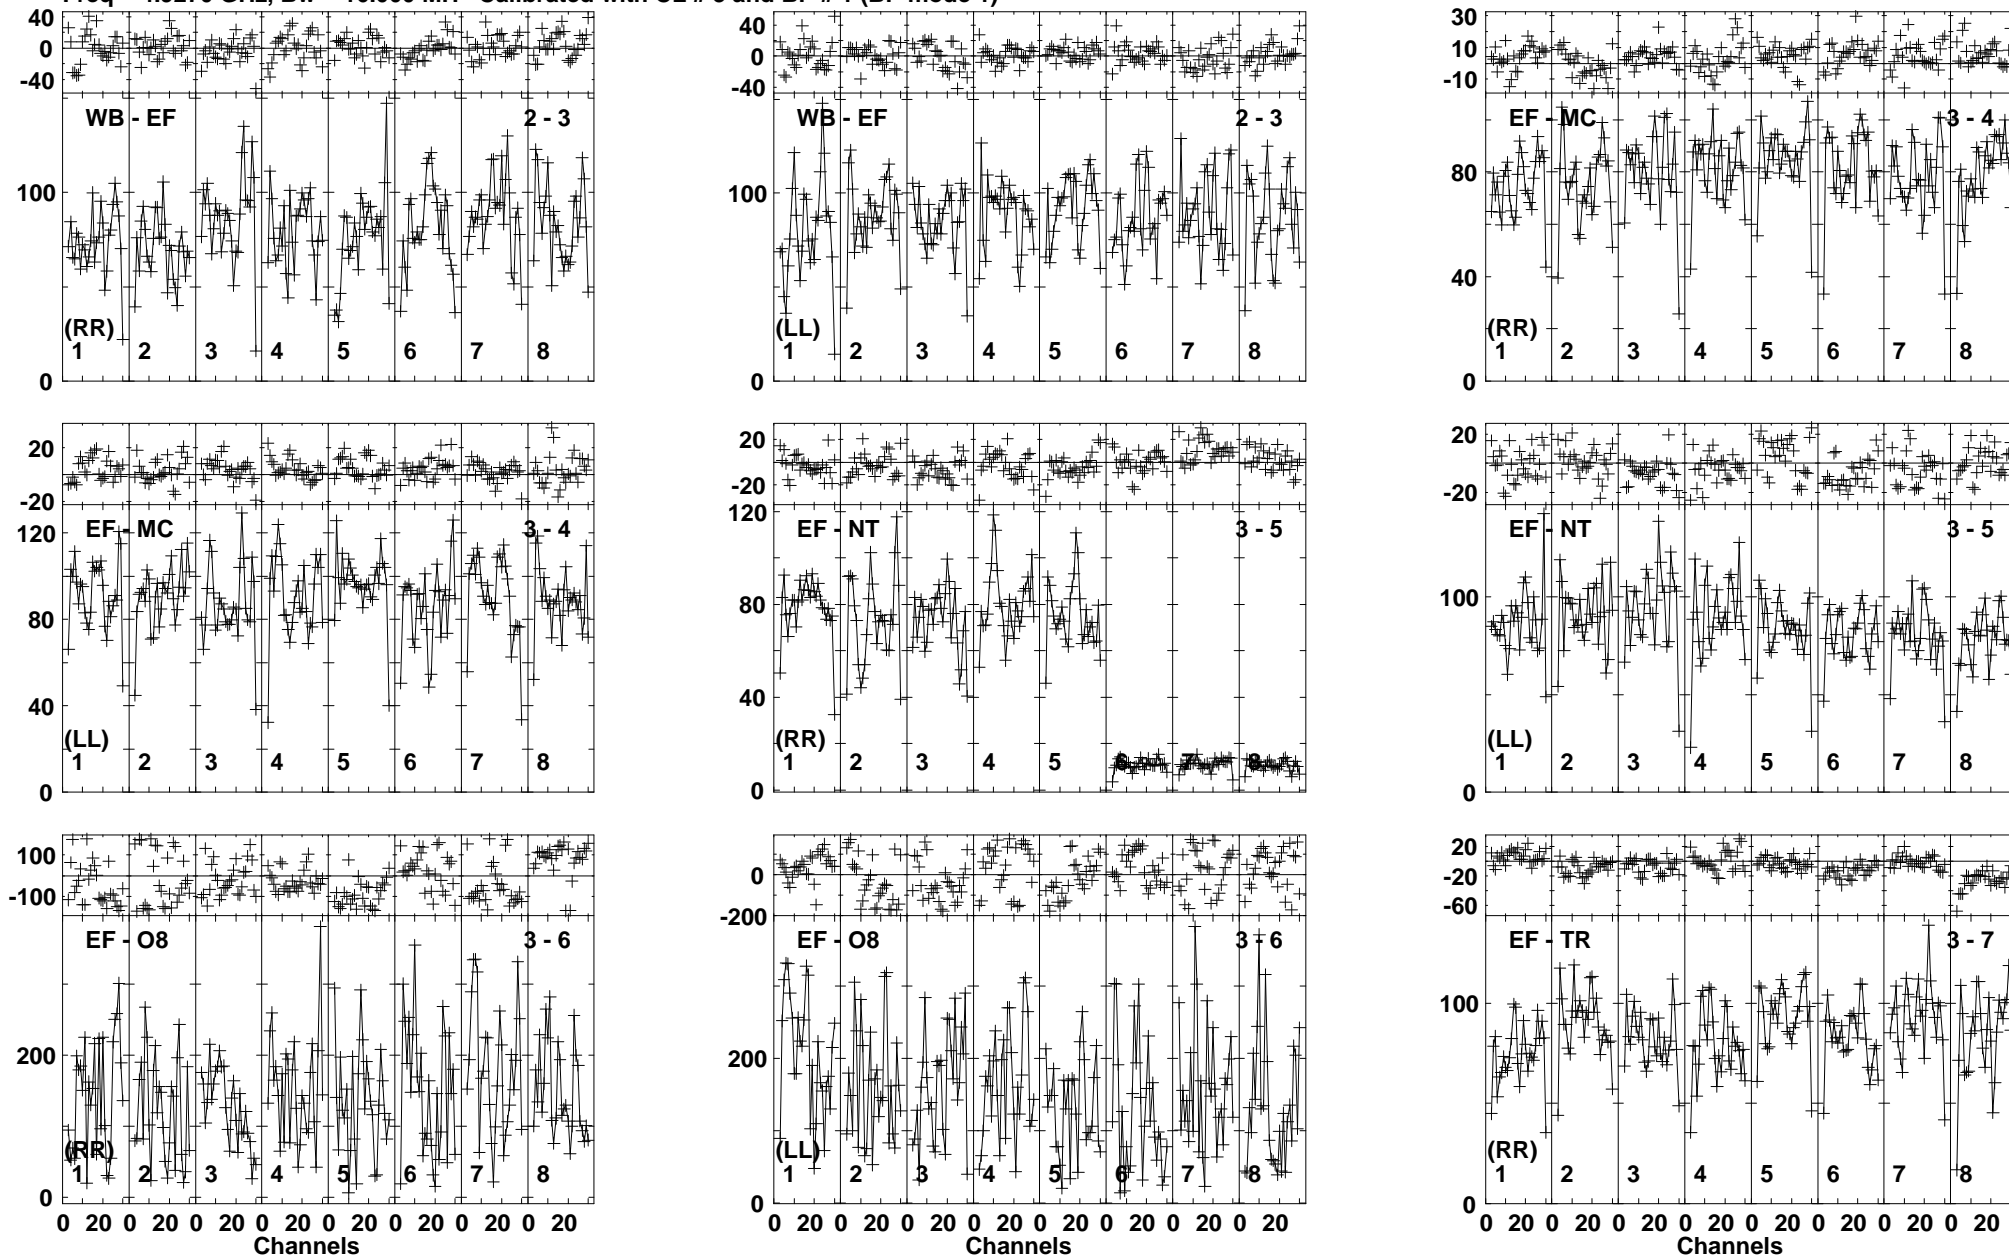 40 0 -40 WB - EF 2 - 3 100 (RR) 1 2 3 4 5 6 7 8 0
40 0 -40 WB - EF 2 - 3 100 (LL) 1 2 3 4 5 6 7 8 0
30 10 -10 EF - MC 3 - 4 80 40 (RR) 1 2 3 4 5 6 7 8 0
20 0 -20 120 EF - MC 3 - 4 80 40 (LL) 1 2 3 4 5 6 7 8 0
20 -20 120 EF - NT 3 - 5 80 40 (RR) 1 2 3 4 5 6 7 8 0
20 -20 EF - NT 3 - 5 100 (LL) 1 2 3 4 5 6 7 8 0
100 -100 EF - O8 3 - 6 200 (RR) 1 2 3 4 5 6 7 8 0
0 20 0 20 0 20 0 20 0 20 0 20 0 20 0 20
Channels
0 -200 EF - O8 3 - 6 200 (LL) 1 2 3 4 5 6 7 8 0
0 20 0 20 0 20 0 20 0 20 0 20 0 20 0 20
Channels
20 -20 -60 EF - TR 3 - 7 100 (RR) 1 2 3 4 5 6 7 8 0
0 20 0 20 0 20 0 20 0 20 0 20 0 20 0 20
Channels